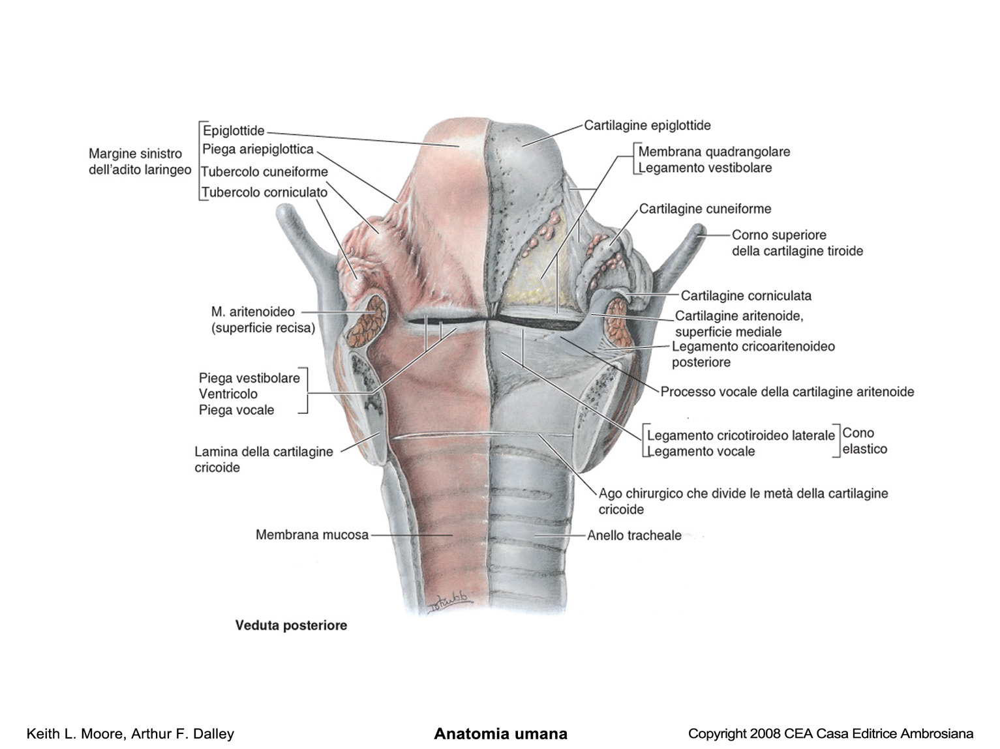 Epiglottide
Piega ariepiglottica
Margine sinistro
dell'adito laringeo
Tubercolo cuneiforme
Tubercolo corniculato
M. aritenoideo
(superficie recisa)
Piega vestibolare
Ventricolo
Piega vocale
Lamina della cartilagine
cricoide
Membrana mucosa
Cartilagine epiglottide
Membrana quadrangolare
Legamento vestibolare
Cartilagine cuneiforme
Corno superiore
della cartilagine tiroide
Cartilagine corniculata
Cartilagine aritenoide,
superficie mediale
Legamento cricoaritenoideo
posteriore
Processo vocale della cartilagine aritenoide
Legamento cricotiroideo laterale
Legamento vocale
Cono
elastico
Ago chirurgico che divide le metà della cartilagine
cricoide
Anello tracheale
Veduta posteriore
Keith L. Moore, Arthur F. Dalley
Anatomia umana
Copyright 2008 CEA Casa Editrice Ambrosiana